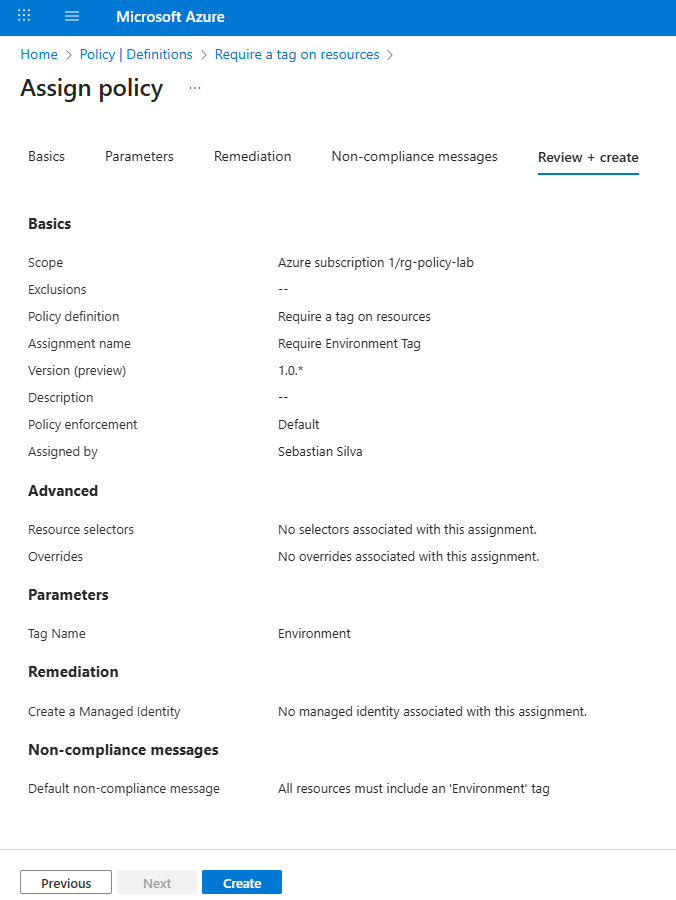 Microsoft Azure
Home > Policy | Definitions > Require a tag on resources >
Assign policy ...
Basics Parameters Remediation Non-compliance messages Review + create
Basics
Scope Azure subscription 1/rg-policy-lab
Exclusions --
Policy definition Require a tag on resources
Assignment name Require Environment Tag
Version (preview) 1.0.*
Description --
Policy enforcement Default
Assigned by Sebastian Silva
Advanced
Resource selectors No selectors associated with this assignment.
Overrides No overrides associated with this assignment.
Parameters
Tag Name Environment
Remediation
Create a Managed Identity No managed identity associated with this assignment.
Non-compliance messages
Default non-compliance message All resources must include an 'Environment' tag
Previous Next Create